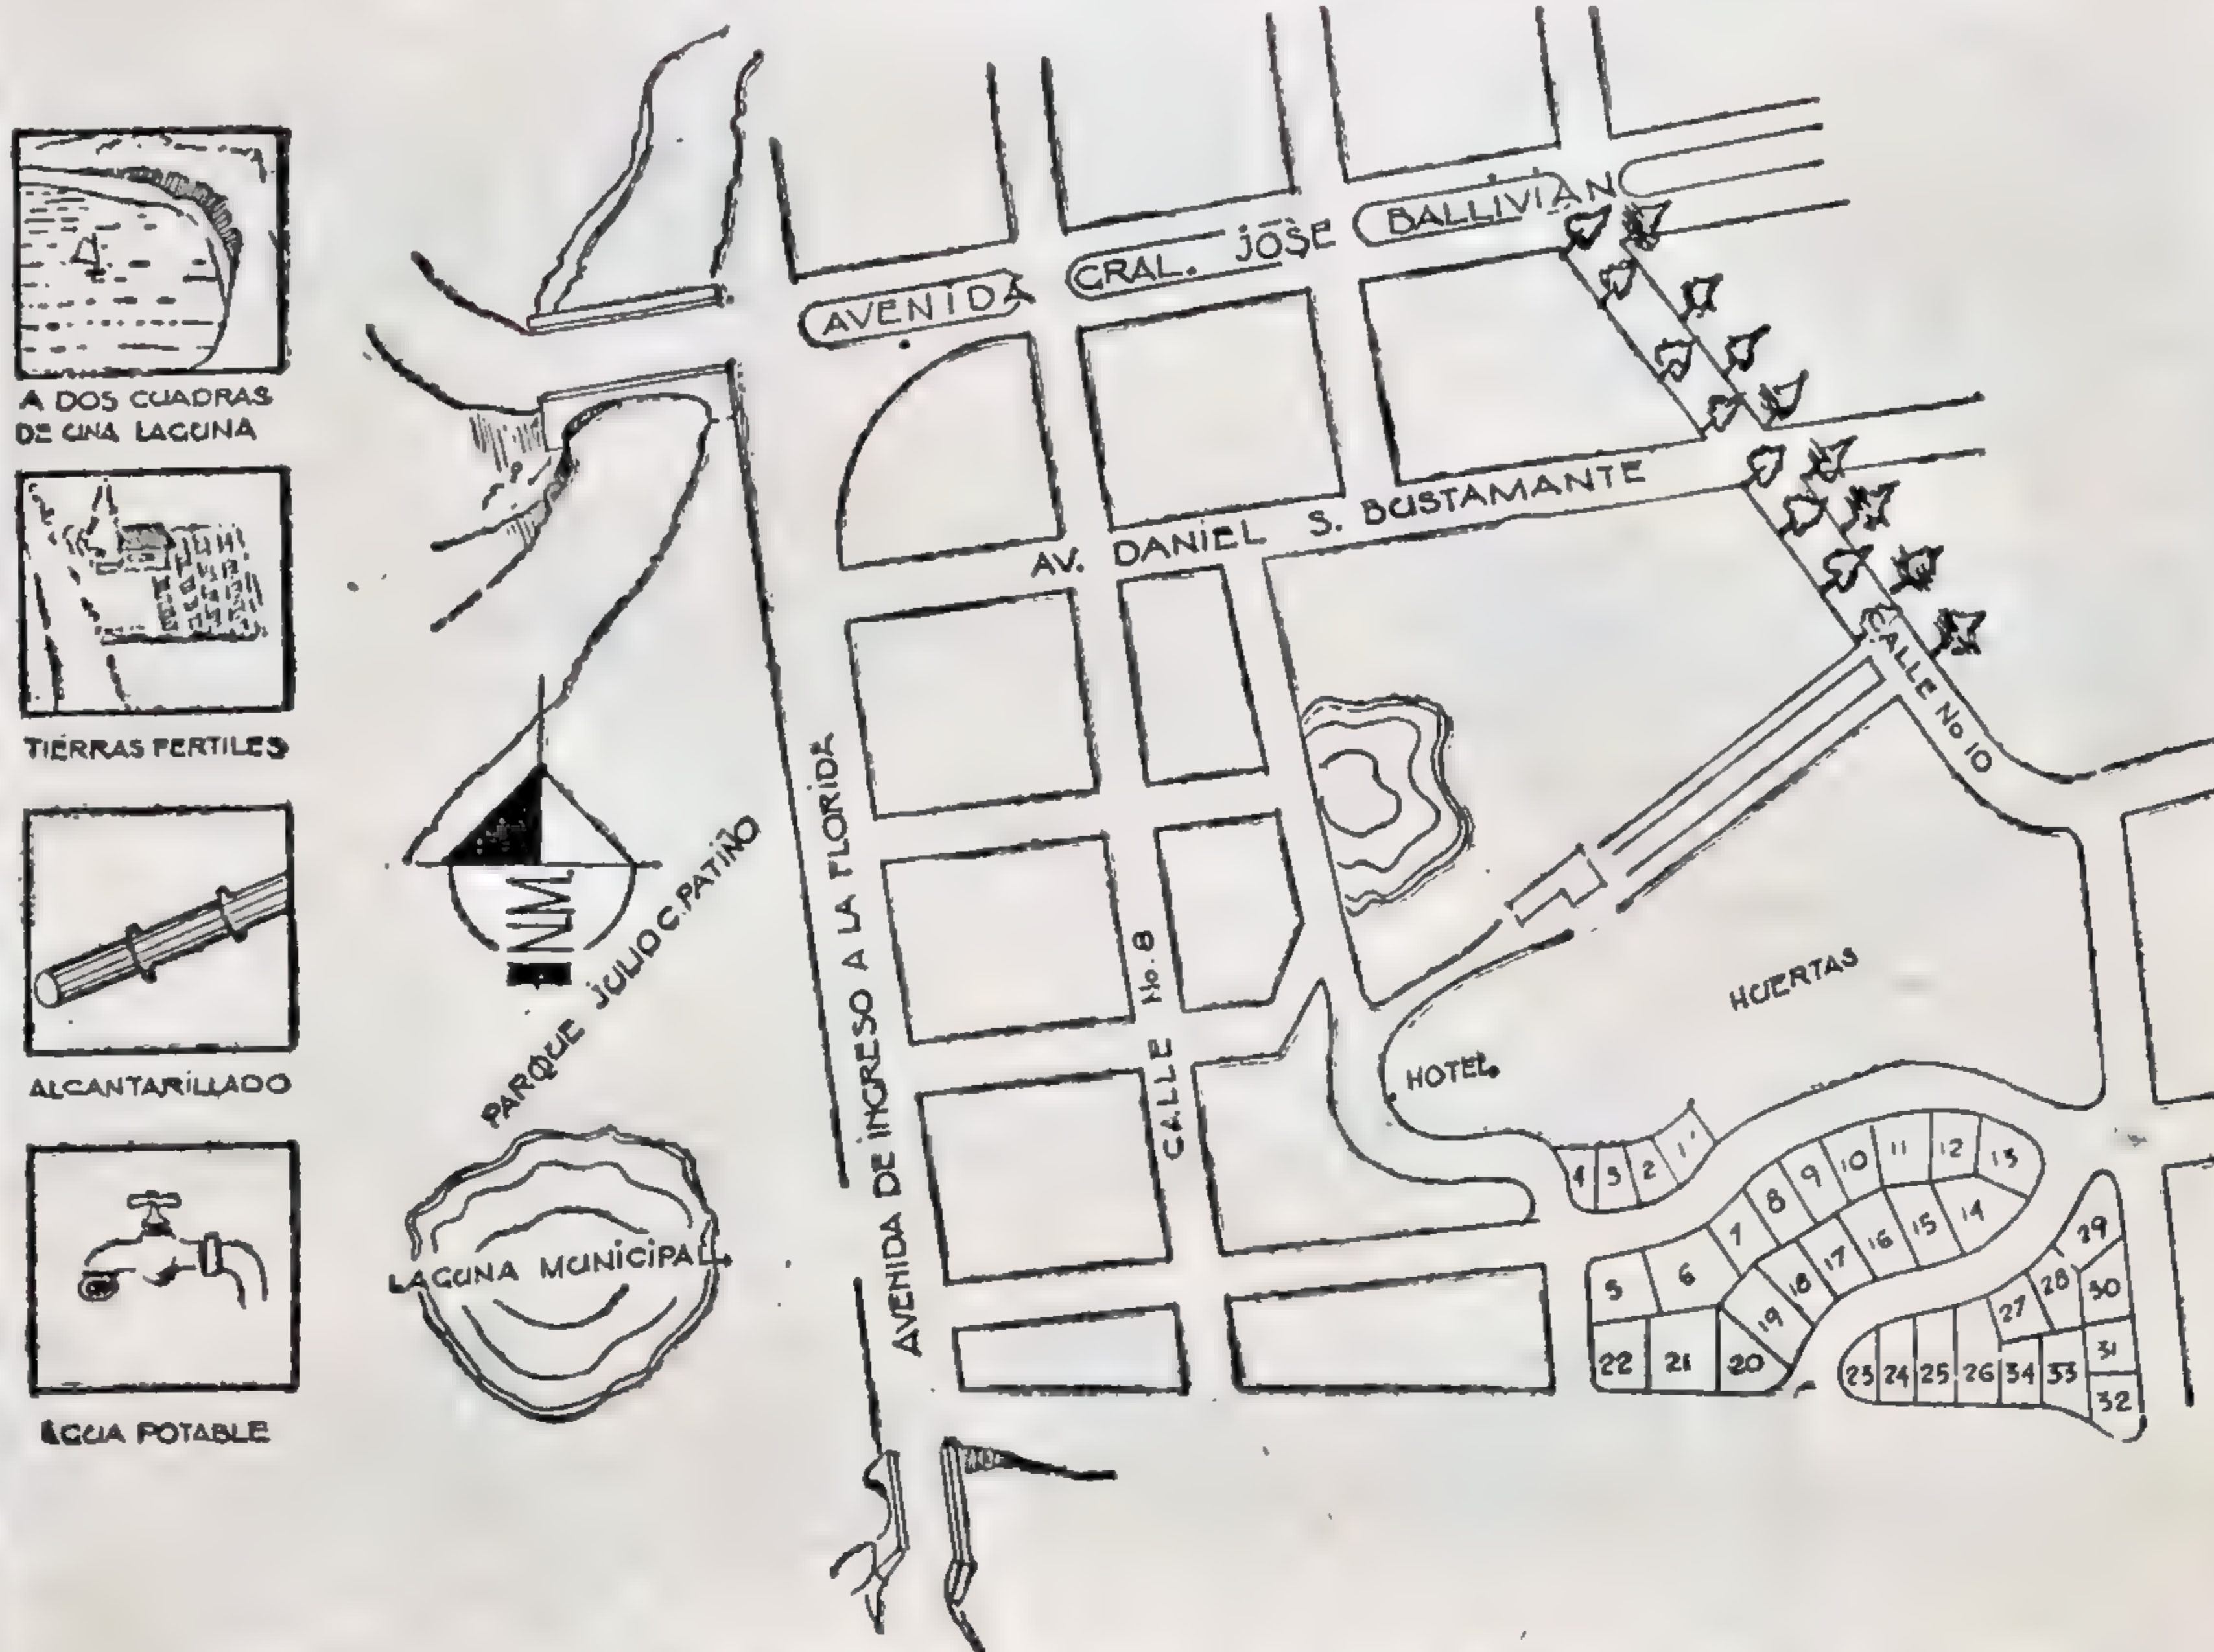 A DOS CUADRAS
DE UNA LAGUNA
TIERRAS FERTILES
ALCANTARILLADO
AGUA POTABLE
NM
PARQUE JULIO C. PATIÑO
LAGUNA MUNICIPAL.
AVENIDA GRAL. JOSE BALLIVIAN
AV. DANIEL S. BUSTAMANTE
AVENIDA DE INGRESO A LA FLORIDA
CALLE No. 8
CALLE No 10
HUERTAS
HOTEL.
4 3 2 1
5 6 7 8 9 10 11 12 13
22 21 20 19 18 17 16 15 14
29
28
27
30
31
23 24 25 26 34 33
32